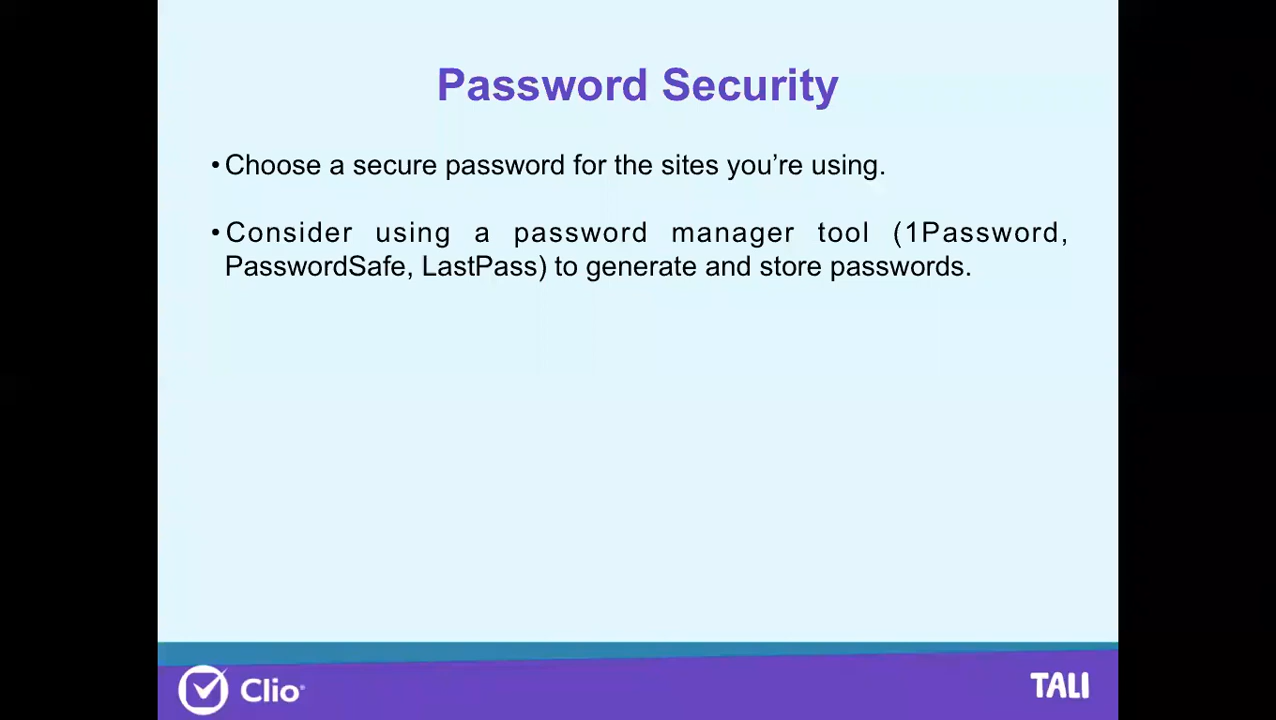 Password Security
• Choose a secure password for the sites you’re using.
• Consider using a password manager tool (1Password,
PasswordSafe, LastPass) to generate and store passwords.
Clio®
TALI